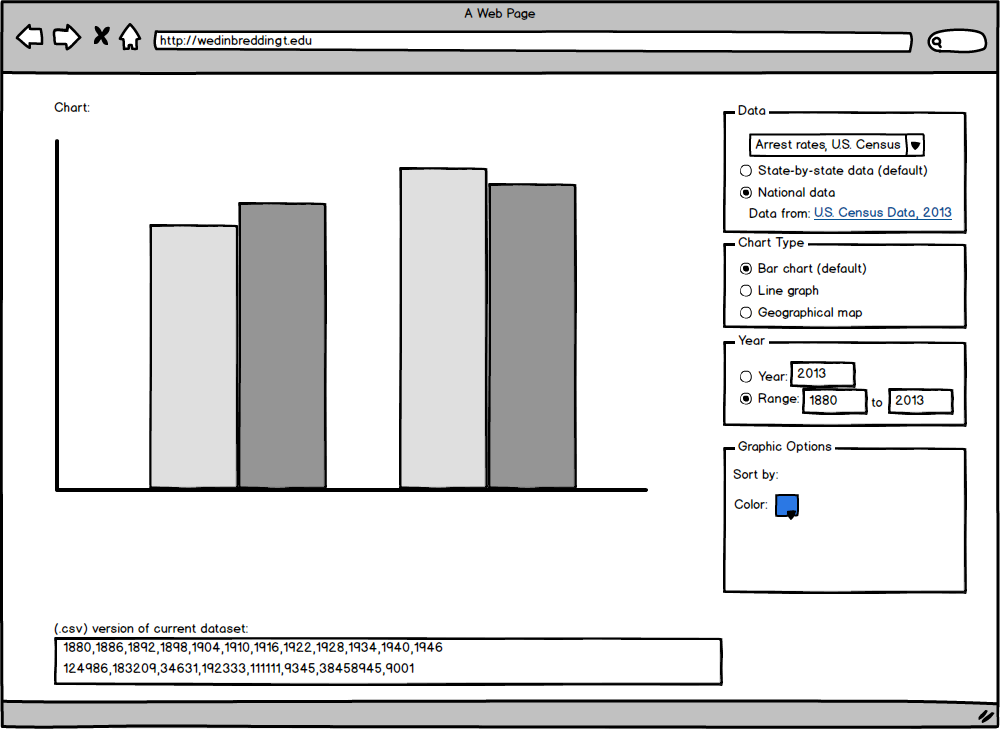 A Web Page
http://wedinbreddingt.edu
Chart:
Data
Arrest rates, U.S. Census
State-by-state data (default)
National data
Data from: U.S. Census Data, 2013
Chart Type
Bar chart (default)
Line graph
Geographical map
Year
Year: 2013
Range: 1880 to 2013
Graphic Options
Sort by:
Color:
(.csv) version of current dataset:
1880,1886,1892,1898,1904,1910,1916,1922,1928,1934,1940,1946
124986,183209,34631,192333,111111,9345,38458945,9001